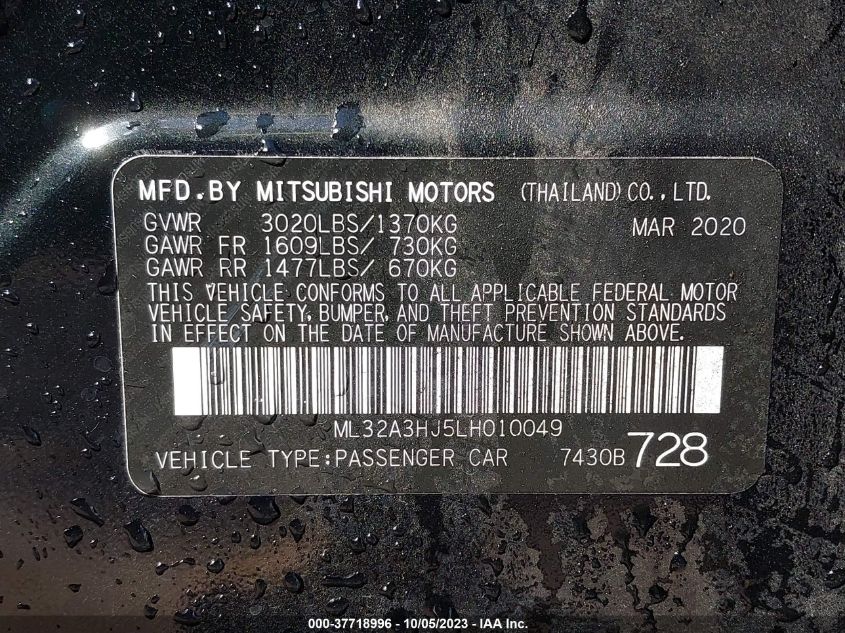 MFD.BY MITSUBISHI MOTORS (THAILAND) CO., LTD.
GVWR 3020LBS/1370KG MAR 2020
GAWR FR 1609LBS/ 730KG
GAWR RR 1477LBS/ 670KG
THIS VEHICLE CONFORMS TO ALL APPLICABLE FEDERAL MOTOR
VEHICLE SAFETY, BUMPER, AND THEFT PREVENTION STANDARDS
IN EFFECT ON THE DATE OF MANUFACTURE SHOWN ABOVE.
ML32A3HJ5LH010049
VEHICLE TYPE:PASSENGER CAR 7430B 728
000-37718996 - 10/05/2023 - © IAA Inc.